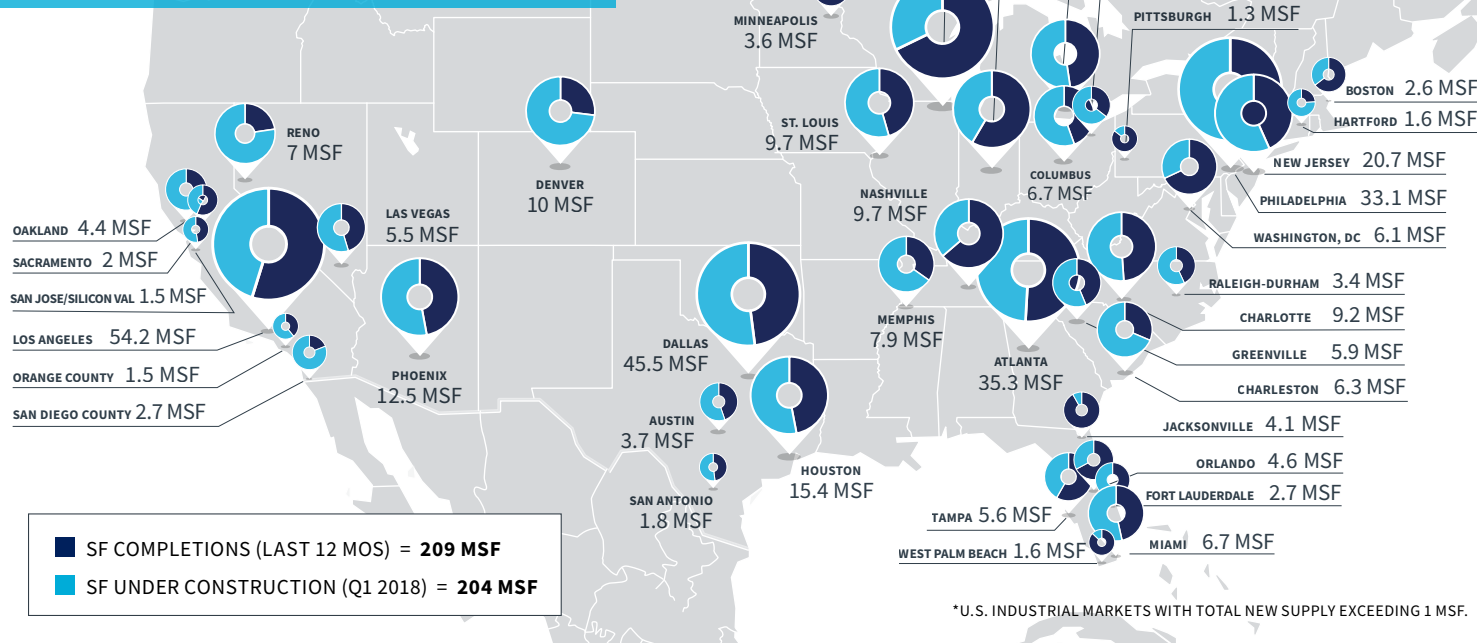 MINNEAPOLIS
3.6 MSF
PITTSBURGH 1.3 MSF
BOSTON 2.6 MSF
HARTFORD 1.6 MSF
ST. LOUIS
9.7 MSF
RENO
7 MSF
NEW JERSEY 20.7 MSF
COLUMBUS
6.7 MSF
DENVER
10 MSF
NASHVILLE
9.7 MSF
PHILADELPHIA 33.1 MSF
LAS VEGAS
5.5 MSF
OAKLAND 4.4 MSF
WASHINGTON, DC 6.1 MSF
SACRAMENTO 2 MSF
RALEIGH-DURHAM 3.4 MSF
SAN JOSE/SILICON VAL 1.5 MSF
CHARLOTTE 9.2 MSF
MEMPHIS
7.9 MSF
LOS ANGELES 54.2 MSF
DALLAS
45.5 MSF
GREENVILLE 5.9 MSF
ATLANTA
35.3 MSF
ORANGE COUNTY 1.5 MSF
PHOENIX
12.5 MSF
CHARLESTON 6.3 MSF
SAN DIEGO COUNTY 2.7 MSF
AUSTIN
3.7 MSF
JACKSONVILLE 4.1 MSF
ORLANDO 4.6 MSF
HOUSTON
15.4 MSF
FORT LAUDERDALE 2.7 MSF
SAN ANTONIO
1.8 MSF
TAMPA 5.6 MSF
MIAMI 6.7 MSF
WEST PALM BEACH 1.6 MSF
SF COMPLETIONS (LAST 12 MOS) = 209 MSF
SF UNDER CONSTRUCTION (Q1 2018) = 204 MSF
*U.S. INDUSTRIAL MARKETS WITH TOTAL NEW SUPPLY EXCEEDING 1 MSF.